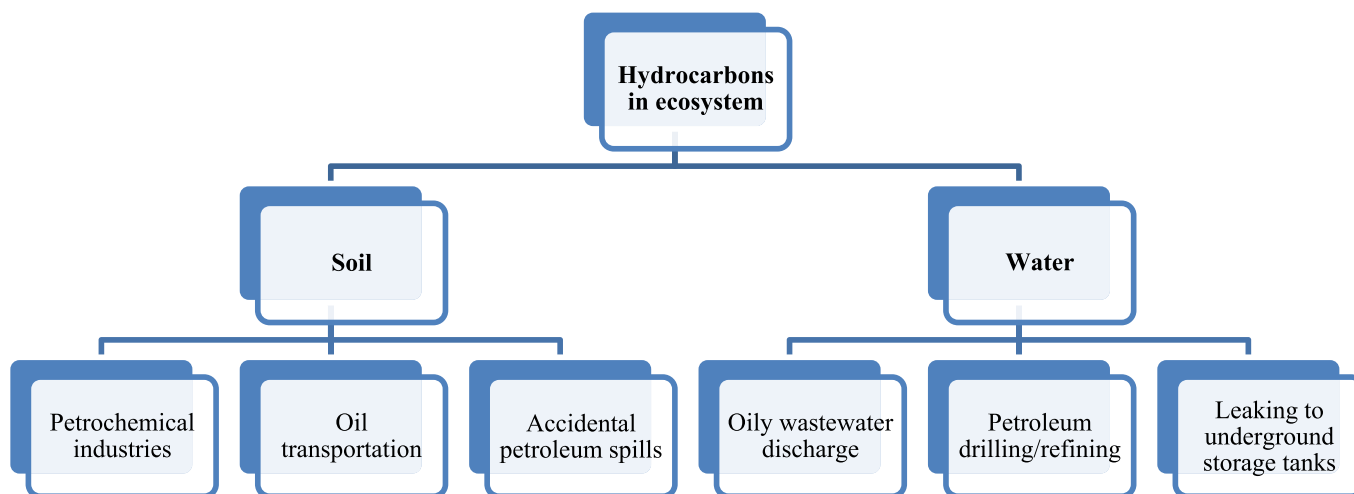 Hydrocarbons
in ecosystem
Soil
Water
Petrochemical
industries
Oil
transportation
Accidental
petroleum spills
Oily wastewater
discharge
Petroleum
drilling/refining
Leaking to
underground
storage tanks